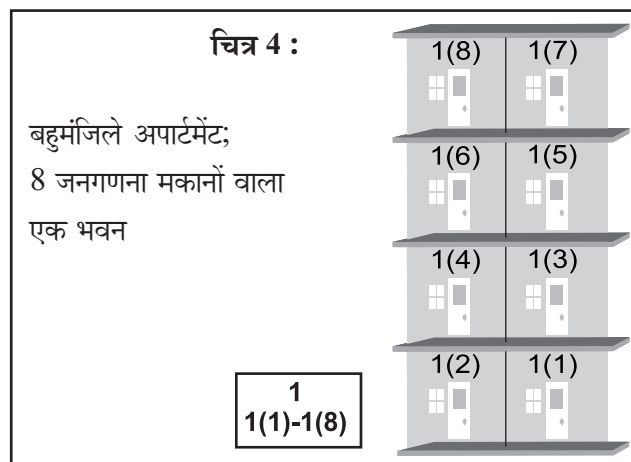 चित्र 4 :
बहुमंजिले अपार्टमेंट;
8 जनगणना मकानों वाला
एक भवन
1
1(1)-1(8)
1(8) 1(7)
1(6) 1(5)
1(4) 1(3)
1(2) 1(1)